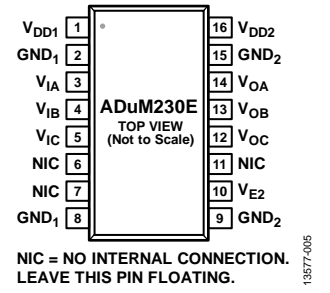 VDD1 1 16 VDD2
GND1 2 15 GND2
VIA 3 14 VOA
VIB 4 ADuM230E 13 VOB
TOP VIEW
VIC 5 (Not to Scale) 12 VOC
NIC 6 11 NIC
NIC 7 10 VE2
GND1 8 9 GND2
NIC = NO INTERNAL CONNECTION.
LEAVE THIS PIN FLOATING.
13577-005